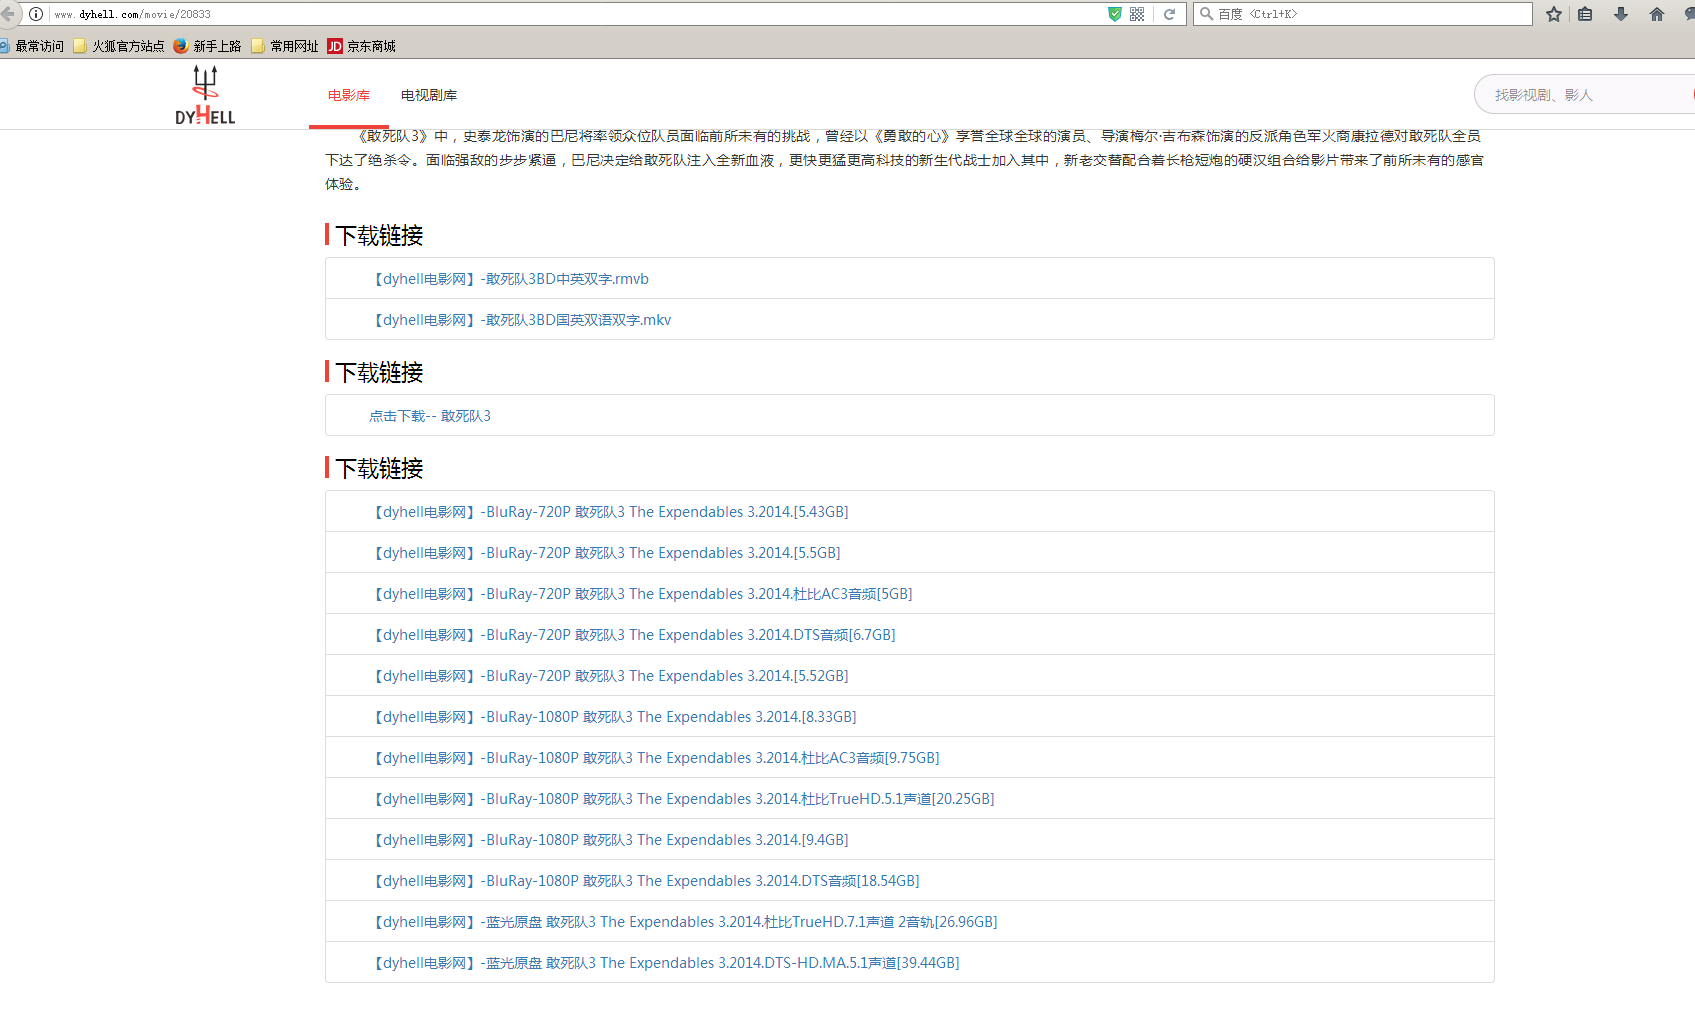 www.dyhell.com/movie/20833
百度 <Ctrl+K>
最常访问 火狐官方站点 新手上路 常用网址 JD 京东商城
DYHELL
电影库 电视剧库
找影视剧、影人
《敢死队3》中，史泰龙饰演的巴尼将率领众位队员面临前所未有的挑战，曾经以《勇敢的心》享誉全球全球的演员、导演梅尔·吉布森饰演的反派角色军火商康拉德对敢死队全员
下达了绝杀令。面临强敌的步步紧逼，巴尼决定给敢死队注入全新血液，更快更猛更高科技的新生代战士加入其中，新老交替配合着长枪短炮的硬汉组合给影片带来了前所未有的感官
体验。
下载链接
【dyhell电影网】-敢死队3BD中英双字.rmvb
【dyhell电影网】-敢死队3BD国英双语双字.mkv
下载链接
点击下载-- 敢死队3
下载链接
【dyhell电影网】-BluRay-720P 敢死队3 The Expendables 3.2014.[5.43GB]
【dyhell电影网】-BluRay-720P 敢死队3 The Expendables 3.2014.[5.5GB]
【dyhell电影网】-BluRay-720P 敢死队3 The Expendables 3.2014.杜比AC3音频[5GB]
【dyhell电影网】-BluRay-720P 敢死队3 The Expendables 3.2014.DTS音频[6.7GB]
【dyhell电影网】-BluRay-720P 敢死队3 The Expendables 3.2014.[5.52GB]
【dyhell电影网】-BluRay-1080P 敢死队3 The Expendables 3.2014.[8.33GB]
【dyhell电影网】-BluRay-1080P 敢死队3 The Expendables 3.2014.杜比AC3音频[9.75GB]
【dyhell电影网】-BluRay-1080P 敢死队3 The Expendables 3.2014.杜比TrueHD.5.1声道[20.25GB]
【dyhell电影网】-BluRay-1080P 敢死队3 The Expendables 3.2014.[9.4GB]
【dyhell电影网】-BluRay-1080P 敢死队3 The Expendables 3.2014.DTS音频[18.54GB]
【dyhell电影网】-蓝光原盘 敢死队3 The Expendables 3.2014.杜比TrueHD.7.1声道 2音轨[26.96GB]
【dyhell电影网】-蓝光原盘 敢死队3 The Expendables 3.2014.DTS-HD.MA.5.1声道[39.44GB]